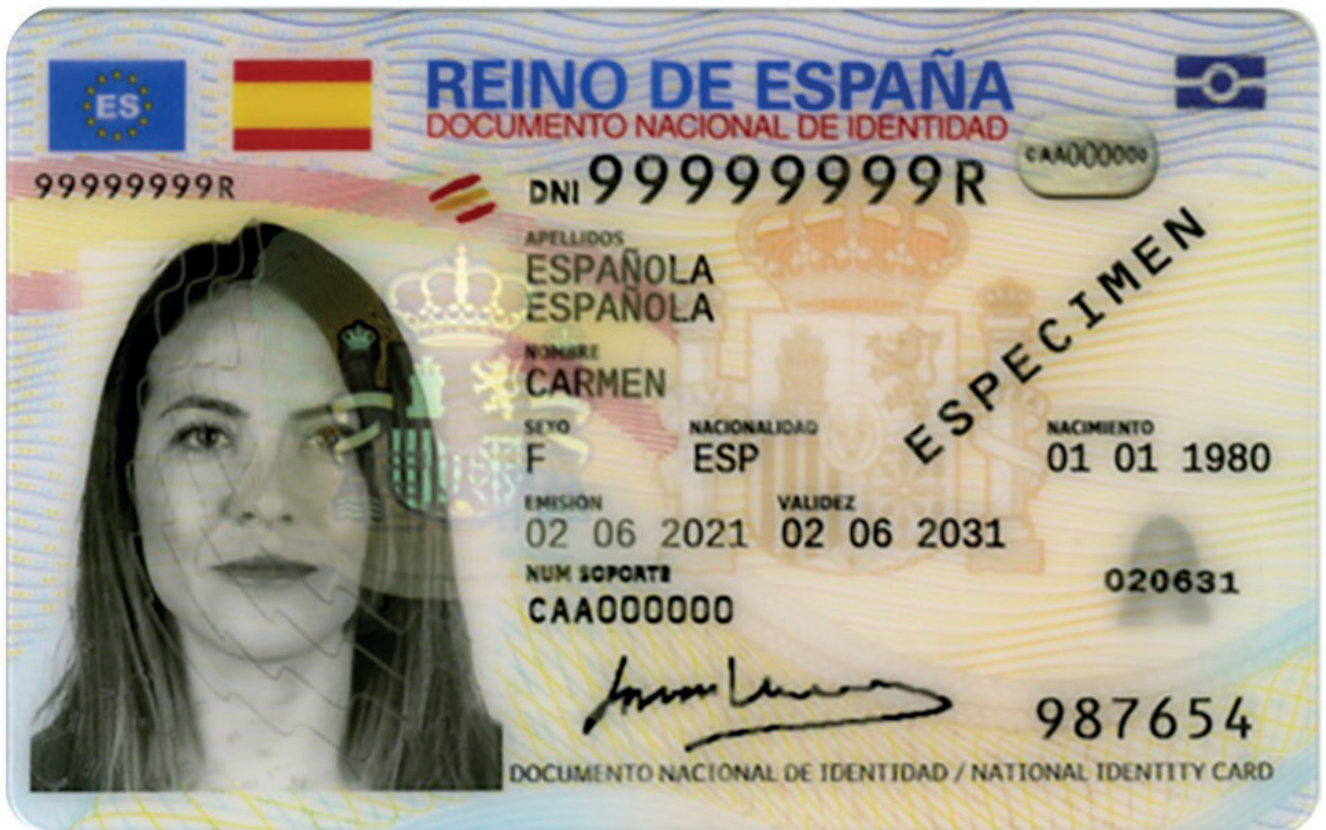 ES
REINO DE ESPAÑA
DOCUMENTO NACIONAL DE IDENTIDAD
CAA000000
99999999R
DNI 99999999R
APELLIDOS
ESPAÑOLA
ESPAÑOLA
NOMBRE
CARMEN
SEXO NACIONALIDAD NACIMIENTO
F ESP 01 01 1980
EMISIÓN VALIDEZ
02 06 2021 02 06 2031
NUM SOPORTE
CAA000000
020631
ESPECIMEN
987654
DOCUMENTO NACIONAL DE IDENTIDAD / NATIONAL IDENTITY CARD